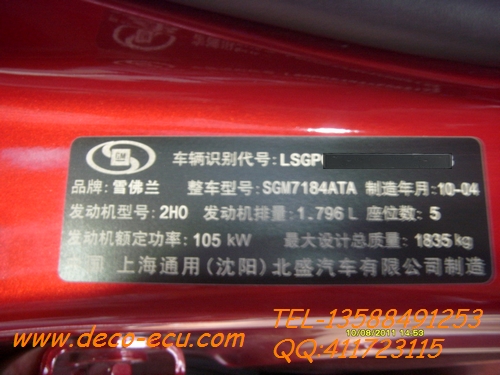 GM
车辆识别代号: LSGP
品牌: 雪佛兰 整车型号: SGM7184ATA 制造年月: 10-04
发动机型号: 2H0 发动机排量: 1.796 L 座位数: 5
发动机额定功率: 105 kW 最大设计总质量: 1835 kg
国 上海通用(沈阳)北盛汽车有限公司制造
TEL-13588491253
10/08/2011 14:53
www.deco-ecu.com
QQ:411723115